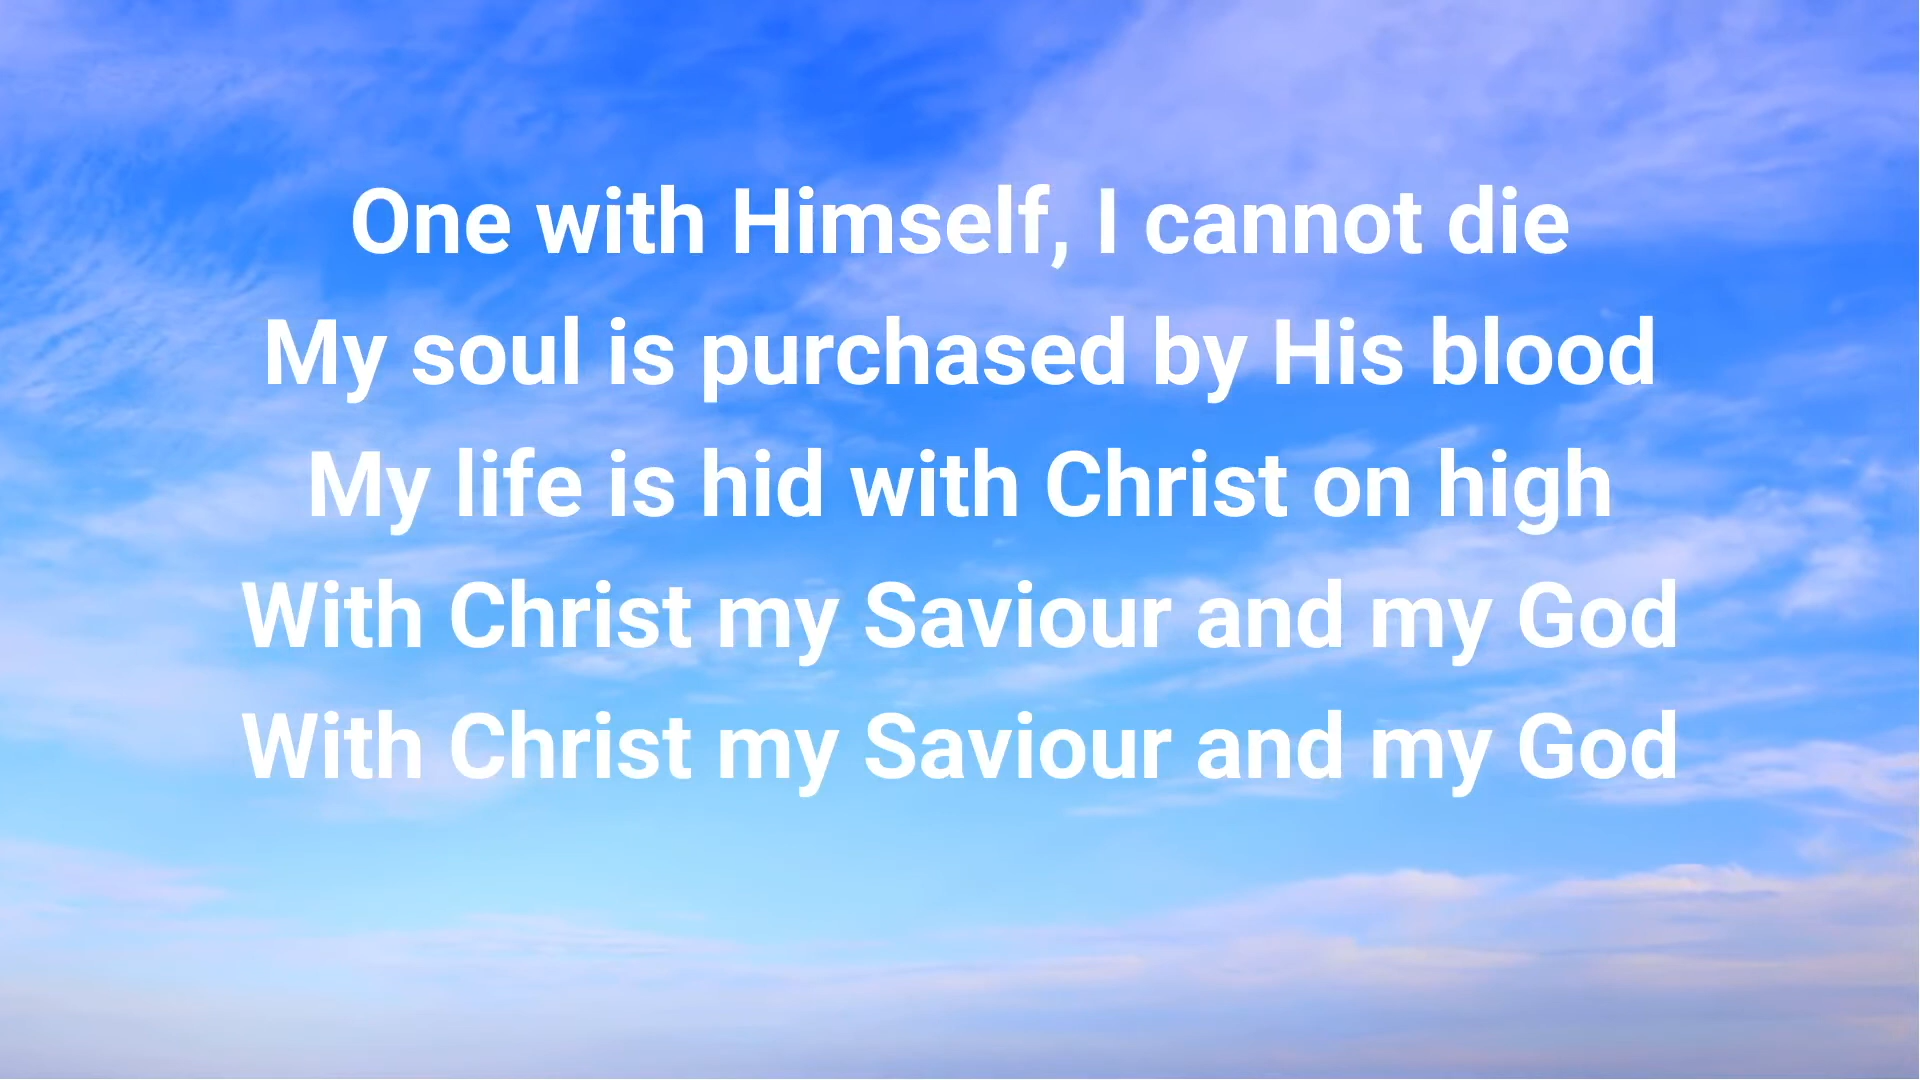 One with Himself, I cannot die
My soul is purchased by His blood
My life is hid with Christ on high
With Christ my Saviour and my God
With Christ my Saviour and my God